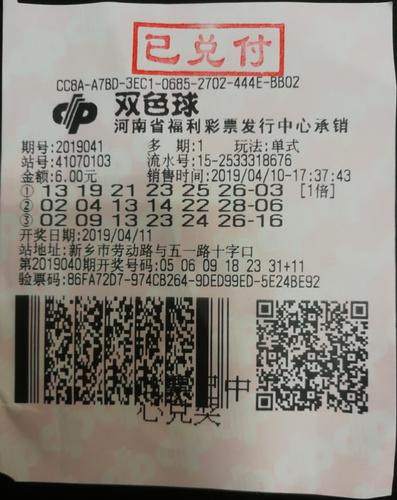 已兑付
CC8A-A7BD-3EC1-0685-2702-444E-BB02
双色球
河南省福利彩票发行中心承销
期号:2019041 多 期:1 玩法:单式
站号:41070103 流水号:15-2533318676
金额:6.00元 销售时间:2019/04/10-17:37:43
① 13 19 21 23 25 26-03 [1倍]
② 02 04 13 14 22 28-06
③ 02 09 13 23 24 26-16
开奖日期:2019/04/11
站地址:新乡市劳动路与五一路十字口
第2019040期开奖号码:05 06 09 18 23 31+11
验票码:86FA72D7-974CB264-9DED99ED-5E24BE92
中
心兑奖